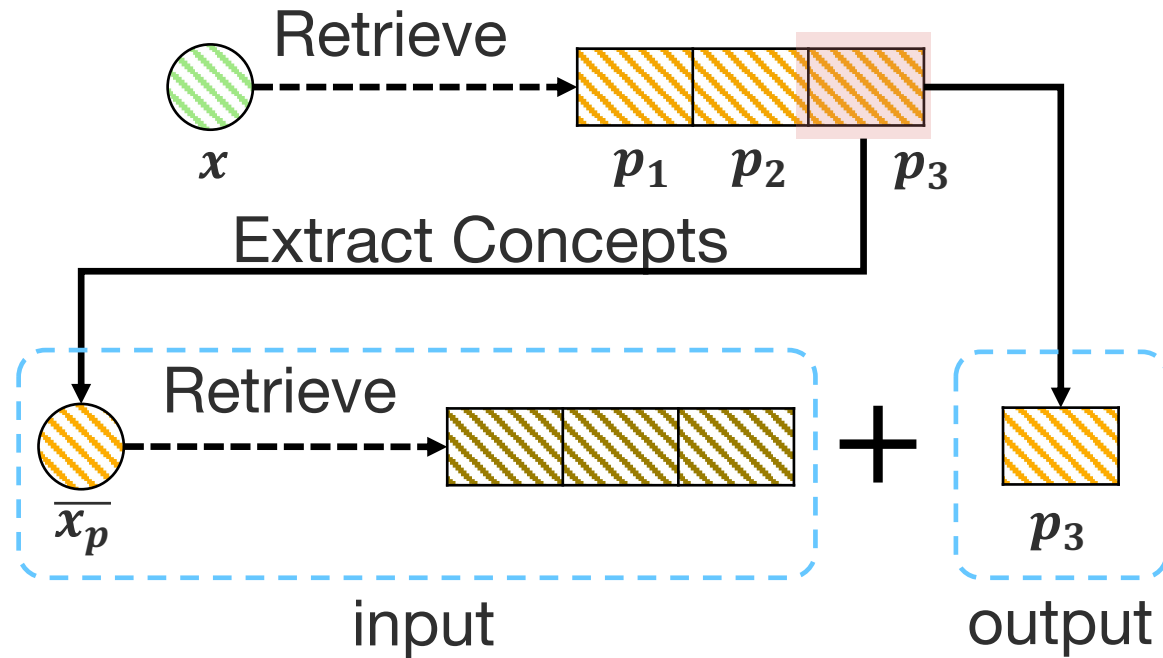 Retrieve
x
p₁ p₂ p₃
Extract Concepts
Retrieve
+
x̅ₚ
p₃
input
output